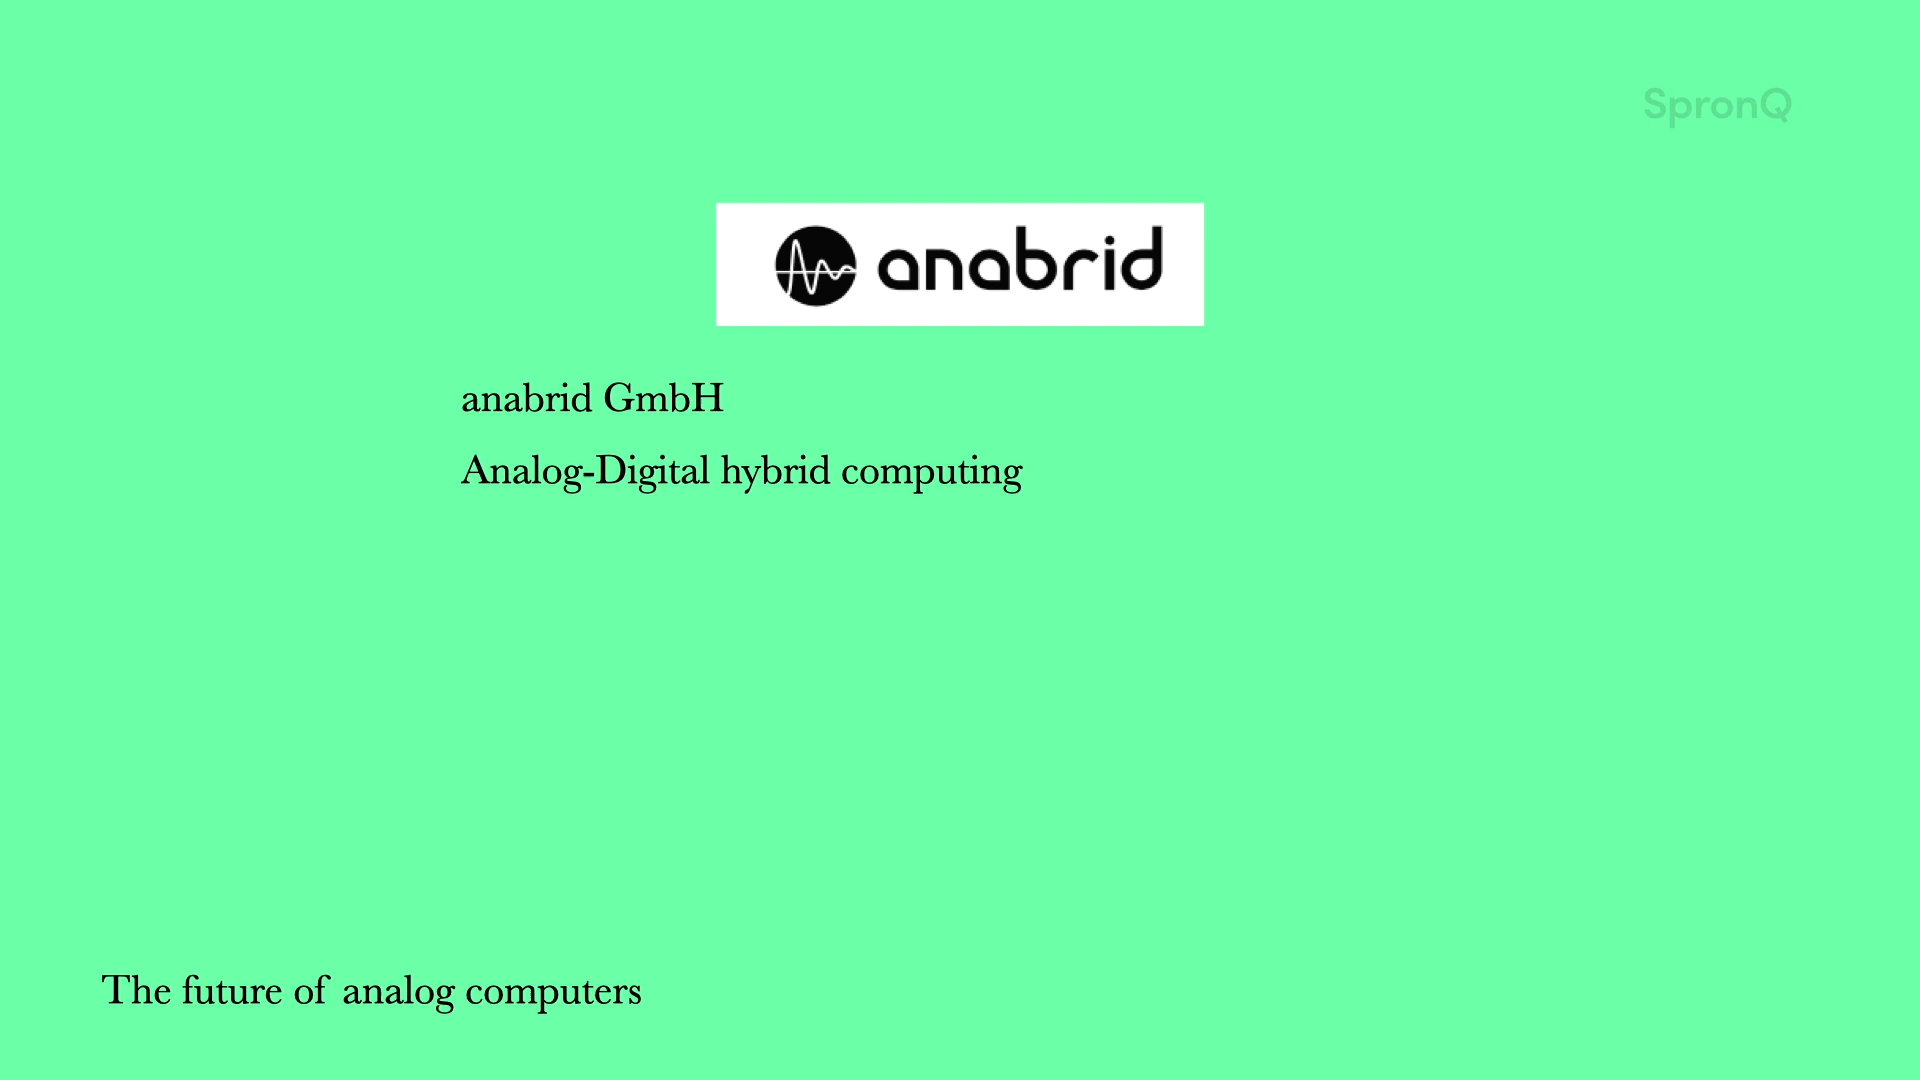 SpronQ
anabrid
anabrid GmbH
Analog-Digital hybrid computing
The future of analog computers